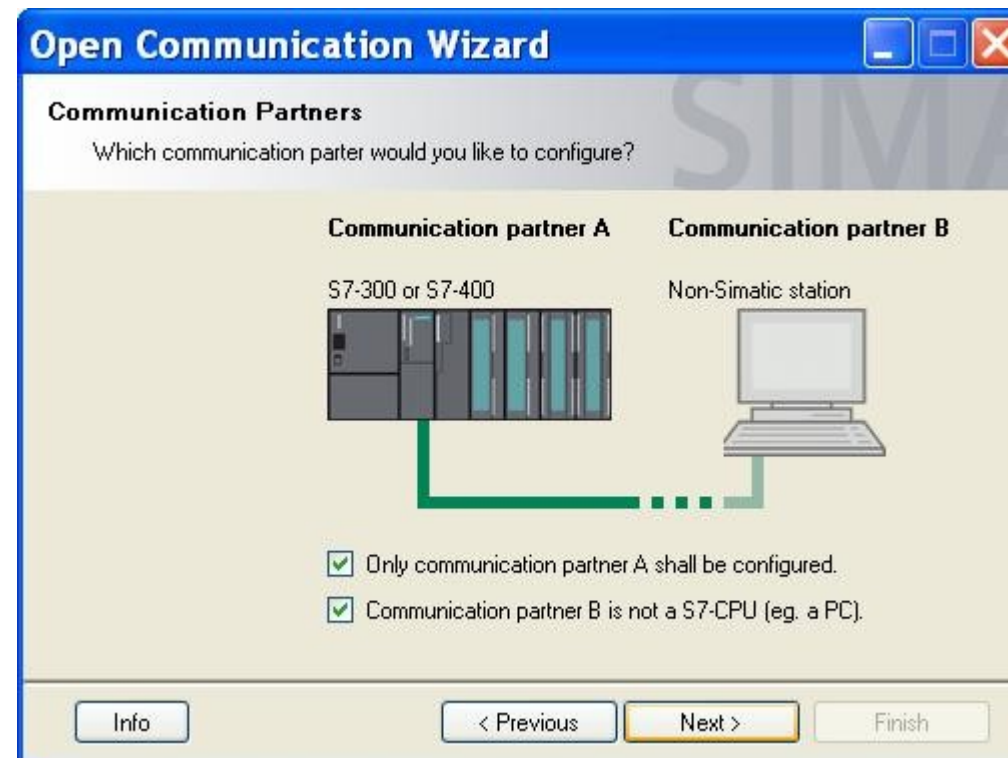 Open Communication Wizard
Communication Partners
Which communication parter would you like to configure?
SIMA
Communication partner A
Communication partner B
S7-300 or S7-400
Non-Simatic station
Only communication partner A shall be configured.
Communication partner B is not a S7-CPU (eg. a PC).
Info
< Previous
Next >
Finish